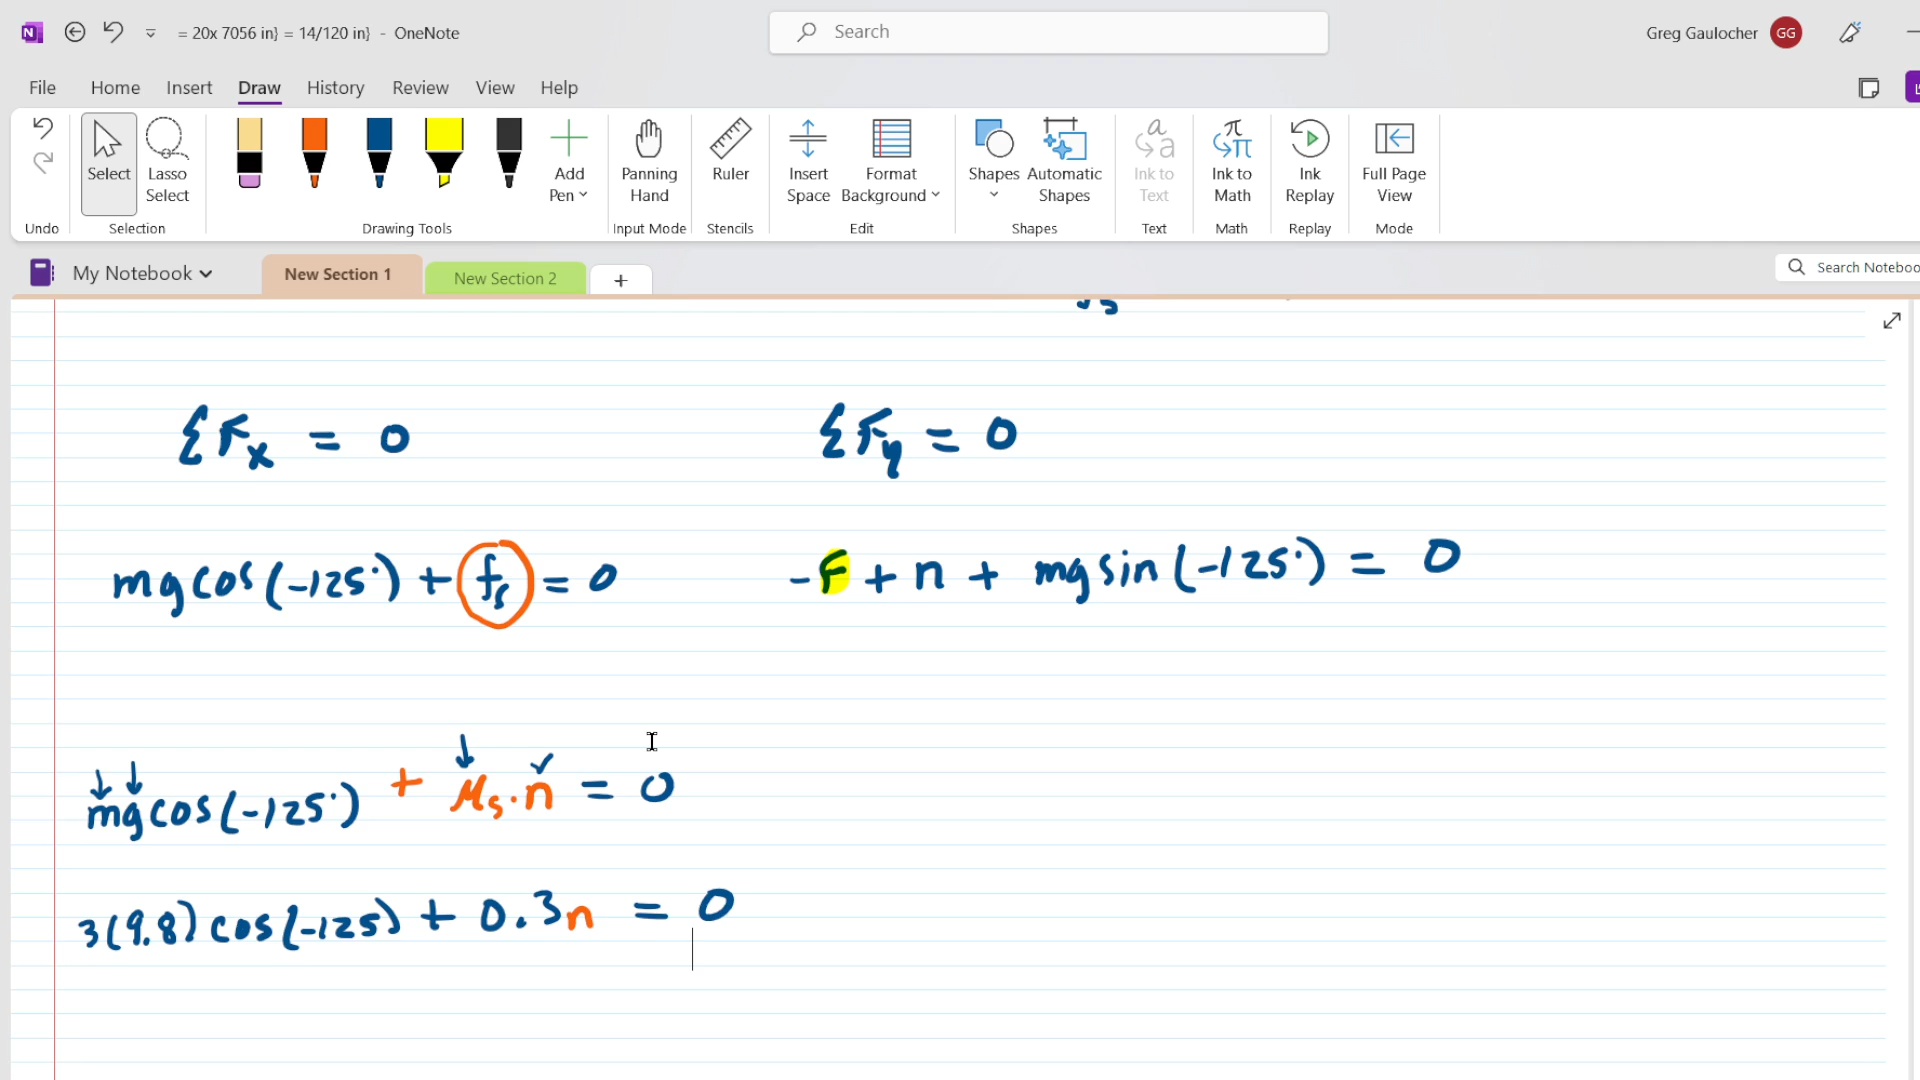 = 20x 7056 in} = 14/120 in} - OneNote
Search
Greg Gaulocher GG
File Home Insert Draw History Review View Help
Select
Lasso Select
Add Pen
Panning Hand
Ruler
Insert Space
Format Background
Shapes
Automatic Shapes
Ink to Text
Ink to Math
Ink Replay
Full Page View
Undo Selection Drawing Tools Input Mode Stencils Edit Shapes Text Math Replay Mode
My Notebook New Section 1 New Section 2 + Search Noteboo
ΣFx = 0
ΣFy = 0
mg cos(-125°) + fs = 0
-F + n + mg sin(-125°) = 0
mg cos(-125°) + μs · n = 0
3(9.8) cos(-125) + 0.3n = 0